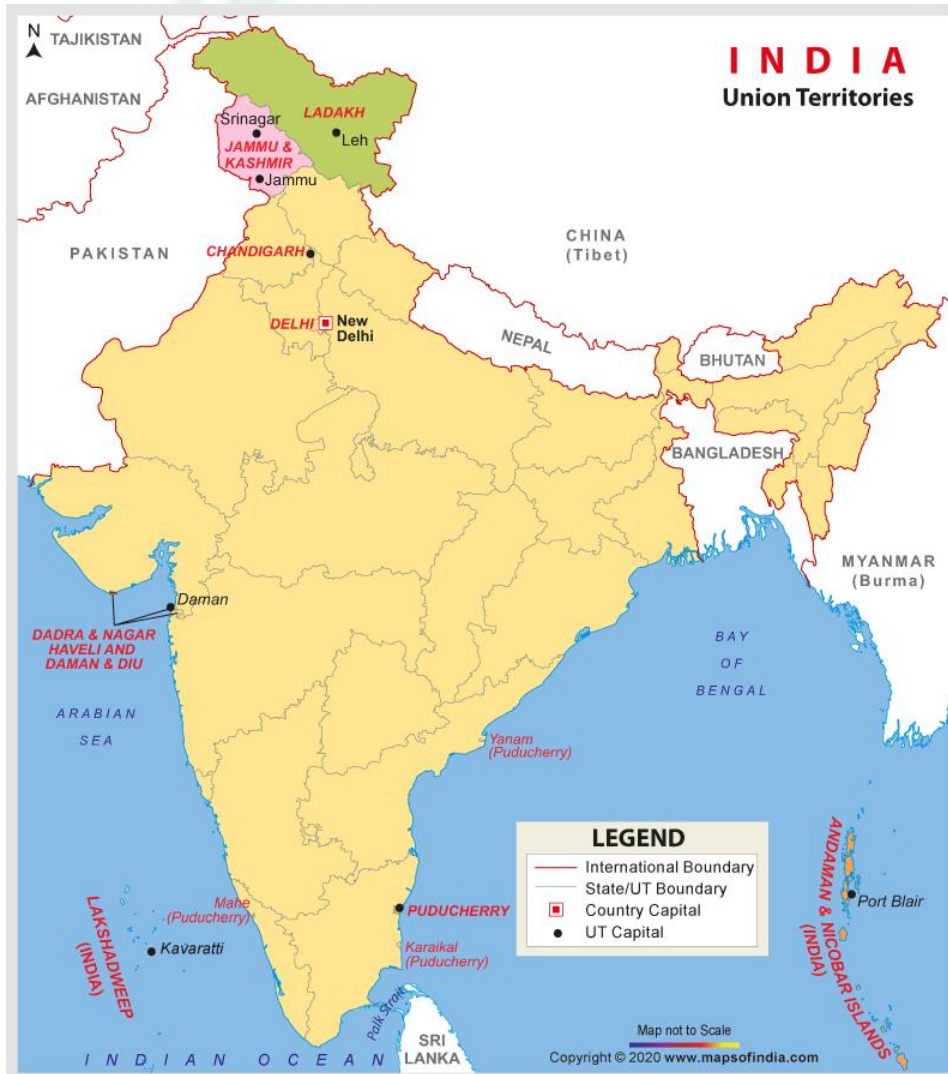 N
TAJIKISTAN
AFGHANISTAN
I N D I A
Union Territories
LADAKH
Srinagar
Leh
JAMMU &
KASHMIR
Jammu
PAKISTAN
CHINA
(Tibet)
CHANDIGARH
DELHI
New
Delhi
NEPAL
BHUTAN
BANGLADESH
MYANMAR
(Burma)
Daman
DADRA & NAGAR
HAVELI AND
DAMAN & DIU
ARABIAN
SEA
BAY
OF
BENGAL
Yanam
(Puducherry)
LEGEND
International Boundary
State/UT Boundary
Country Capital
UT Capital
ANDAMAN & NICOBAR ISLANDS
(INDIA)
Port Blair
Mahe
(Puducherry)
PUDUCHERRY
LAKSHADWEEP
(INDIA)
Kavaratti
Karaikal
(Puducherry)
Palk Strait
SRI
LANKA
INDIAN OCEAN
Map not to Scale
Copyright © 2020 www.mapsofindia.com